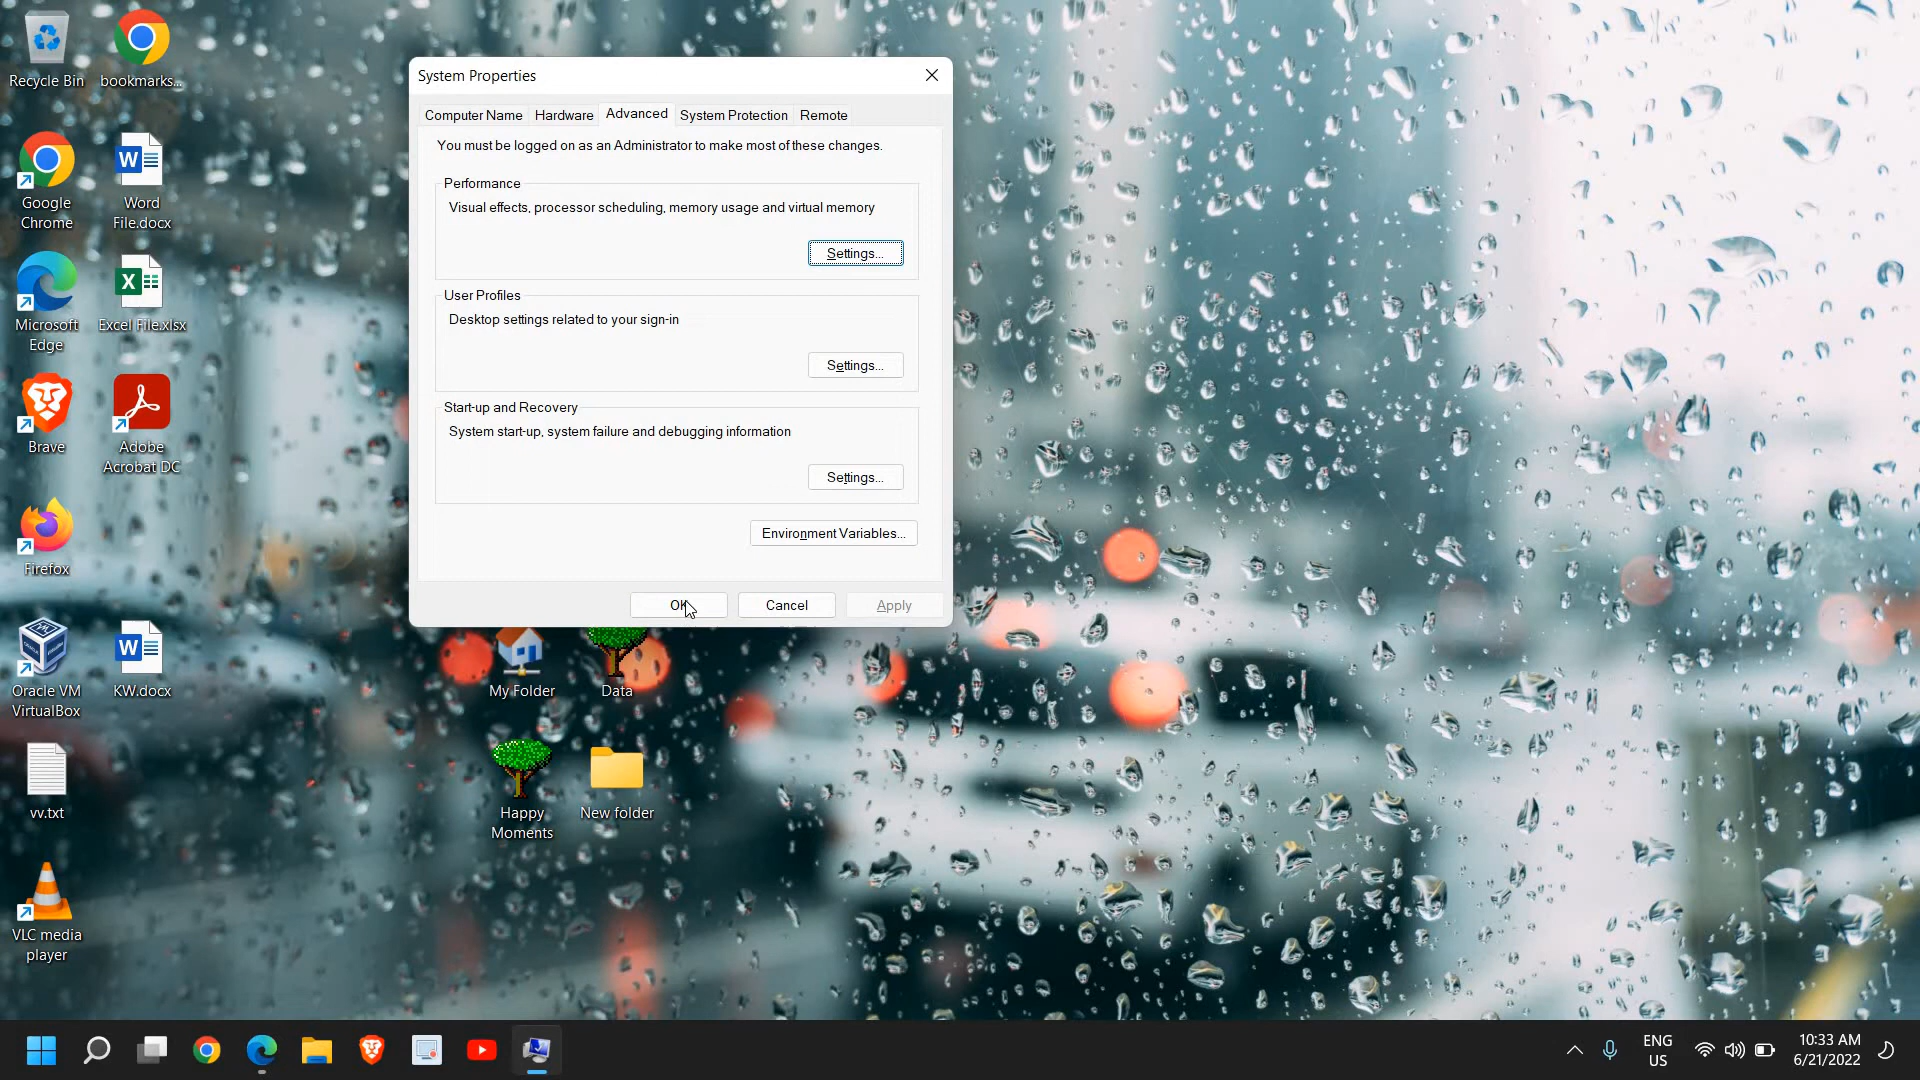 Recycle Bin
bookmarks...
Google
Chrome
Word
File.docx
Microsoft
Edge
Excel File.xlsx
Brave
Adobe
Acrobat DC
Firefox
Oracle VM
VirtualBox
KW.docx
vv.txt
VLC media
player
System Properties
Computer Name
Hardware
Advanced
System Protection
Remote
You must be logged on as an Administrator to make most of these changes.
Performance
Visual effects, processor scheduling, memory usage and virtual memory
Settings...
User Profiles
Desktop settings related to your sign-in
Settings...
Start-up and Recovery
System start-up, system failure and debugging information
Settings...
Environment Variables...
OK
Cancel
Apply
My Folder
Data
Happy
Moments
New folder
ENG
US
10:33 AM
6/21/2022